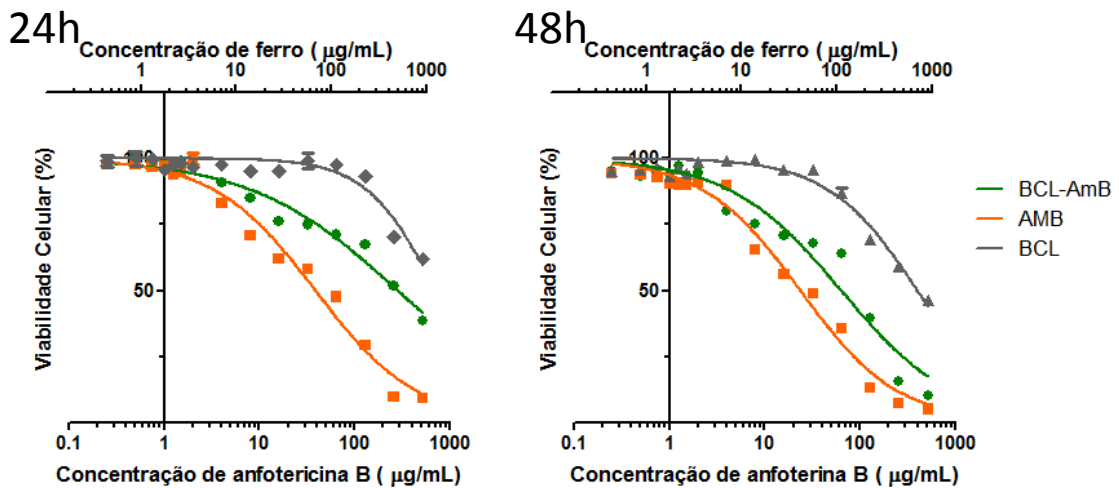 24h
Concentração de ferro ( μg/mL)
1 10 100 1000
Viabilidade Celular (%)
100
50
0.1 1 10 100 1000
Concentração de anfotericina B ( μg/mL)
48h
Concentração de ferro ( μg/mL)
1 10 100 1000
Viabilidade Celular (%)
100
50
0.1 1 10 100 1000
Concentração de anfoterina B ( μg/mL)
BCL-AmB
AMB
BCL